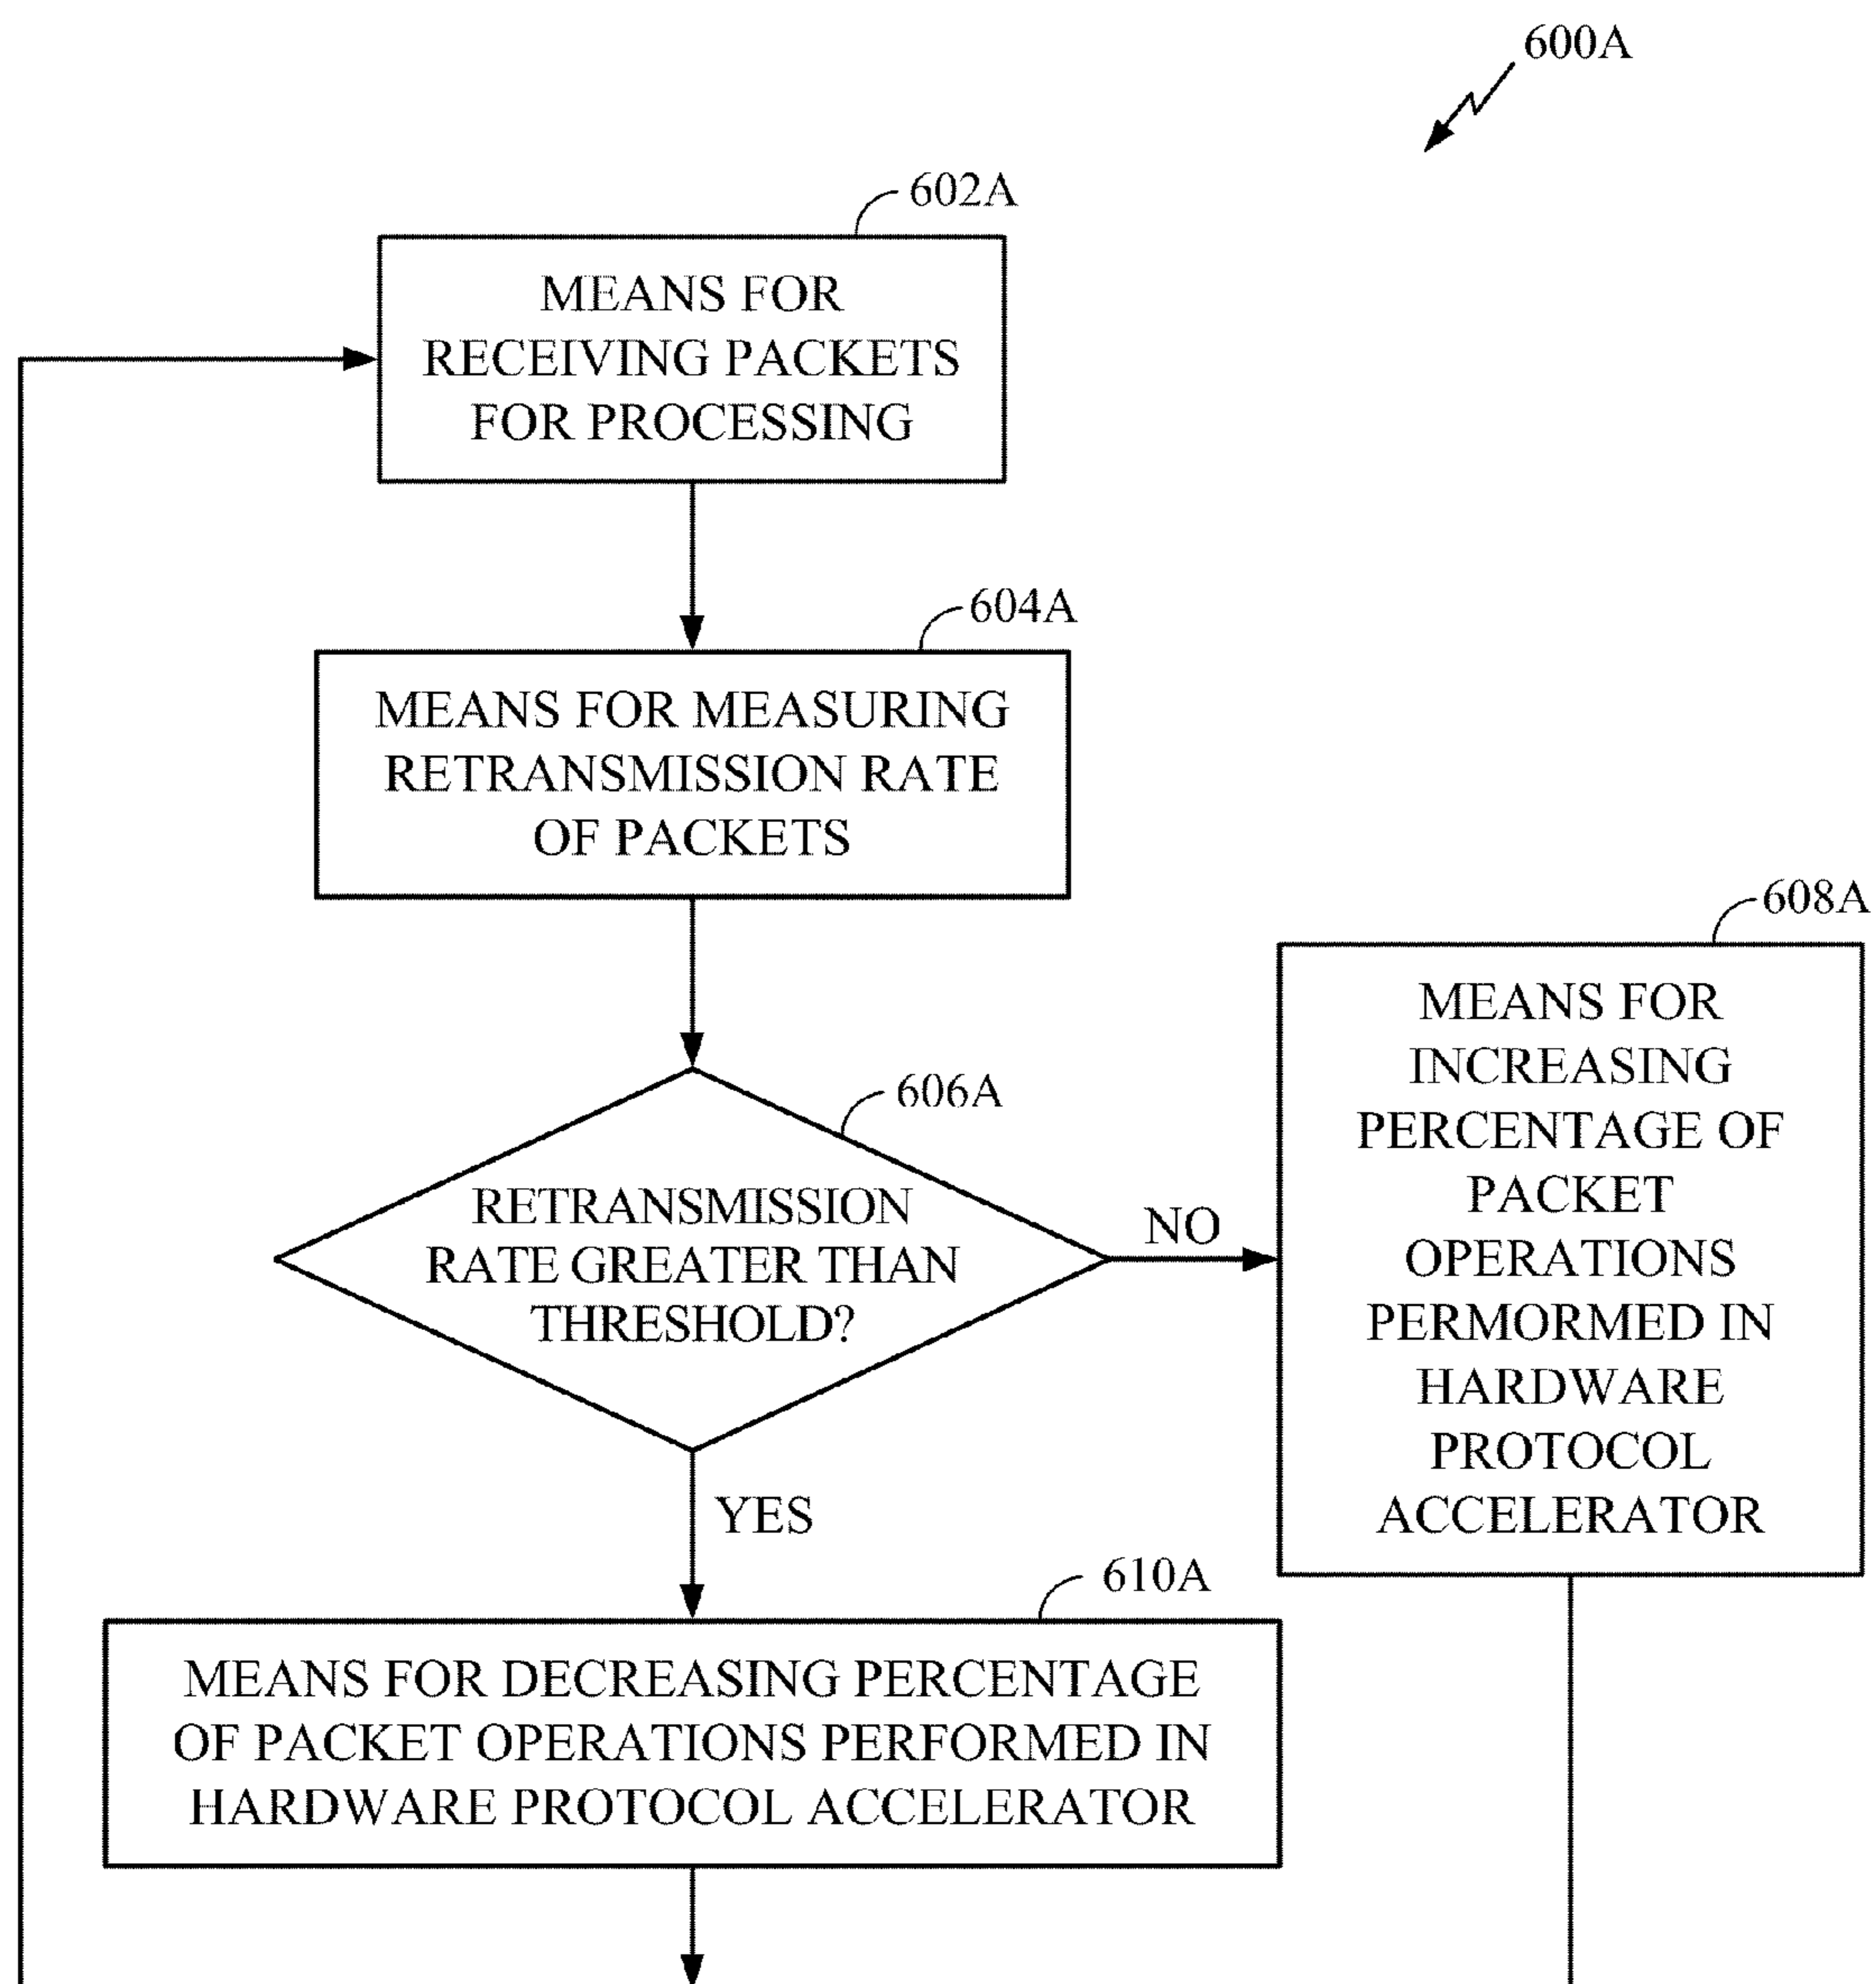 600A
602A
MEANS FOR
RECEIVING PACKETS
FOR PROCESSING
604A
MEANS FOR MEASURING
RETRANSMISSION RATE
OF PACKETS
606A
RETRANSMISSION
RATE GREATER THAN
THRESHOLD?
NO
608A
MEANS FOR
INCREASING
PERCENTAGE OF
PACKET
OPERATIONS
PERMORMED IN
HARDWARE
PROTOCOL
ACCELERATOR
YES
610A
MEANS FOR DECREASING PERCENTAGE
OF PACKET OPERATIONS PERFORMED IN
HARDWARE PROTOCOL ACCELERATOR